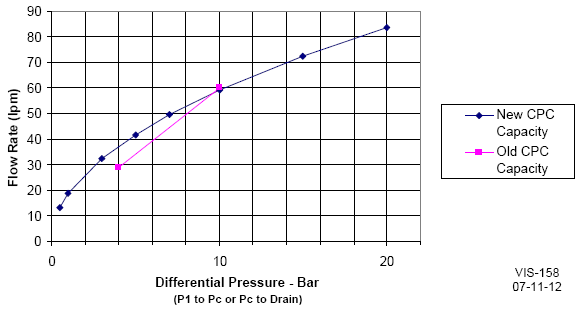 90
80
70
60
50
40
30
20
10
0
Flow Rate (lpm)
0 10 20
Differential Pressure - Bar
(P1 to Pc or Pc to Drain)
New CPC
Capacity
Old CPC
Capacity
VIS-158
07-11-12